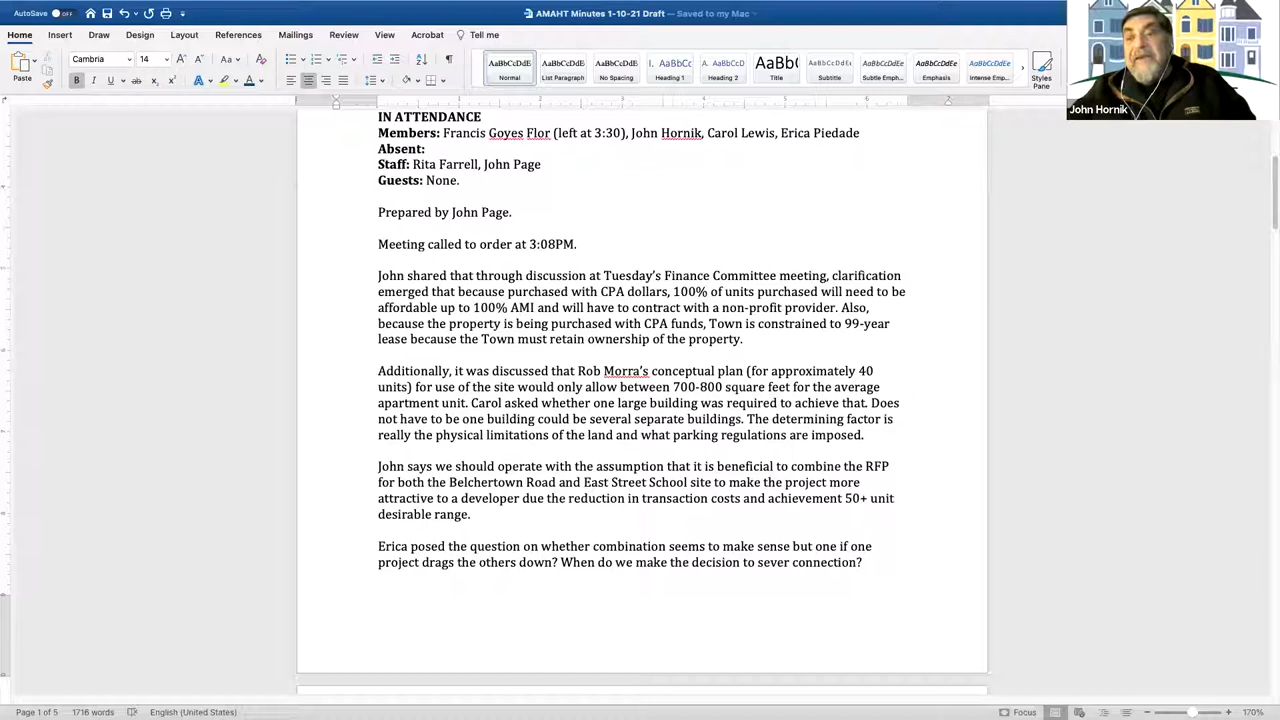 AutoSave OFF
AMAHT Minutes 1-10-21 Draft — Saved to my Mac
Home Insert Draw Design Layout References Mailings Review View Acrobat Tell me
Paste
Cambria 14
AaBbCcDdE AaBbCcDdEe AaBbCcDdEe AaBbCc AaBbCcD AaBbC AaBbCcDdEe AaBbCcDdEe AaBbCcDdEe AaBbCcDdEe
Normal List Paragraph No Spacing Heading 1 Heading 2 Title Subtitle Subtle Emph... Emphasis Intense Emp... Styles Pane
John Hornik
IN ATTENDANCE
Members: Francis Goyes Flor (left at 3:30), John Hornik, Carol Lewis, Erica Piedade
Absent:
Staff: Rita Farrell, John Page
Guests: None.
Prepared by John Page.
Meeting called to order at 3:08PM.
John shared that through discussion at Tuesday's Finance Committee meeting, clarification
emerged that because purchased with CPA dollars, 100% of units purchased will need to be
affordable up to 100% AMI and will have to contract with a non-profit provider. Also,
because the property is being purchased with CPA funds, Town is constrained to 99-year
lease because the Town must retain ownership of the property.
Additionally, it was discussed that Rob Morra's conceptual plan (for approximately 40
units) for use of the site would only allow between 700-800 square feet for the average
apartment unit. Carol asked whether one large building was required to achieve that. Does
not have to be one building could be several separate buildings. The determining factor is
really the physical limitations of the land and what parking regulations are imposed.
John says we should operate with the assumption that it is beneficial to combine the RFP
for both the Belchertown Road and East Street School site to make the project more
attractive to a developer due the reduction in transaction costs and achievement 50+ unit
desirable range.
Erica posed the question on whether combination seems to make sense but one if one
project drags the others down? When do we make the decision to sever connection?
Page 1 of 5 1716 words English (United States) Focus 170%